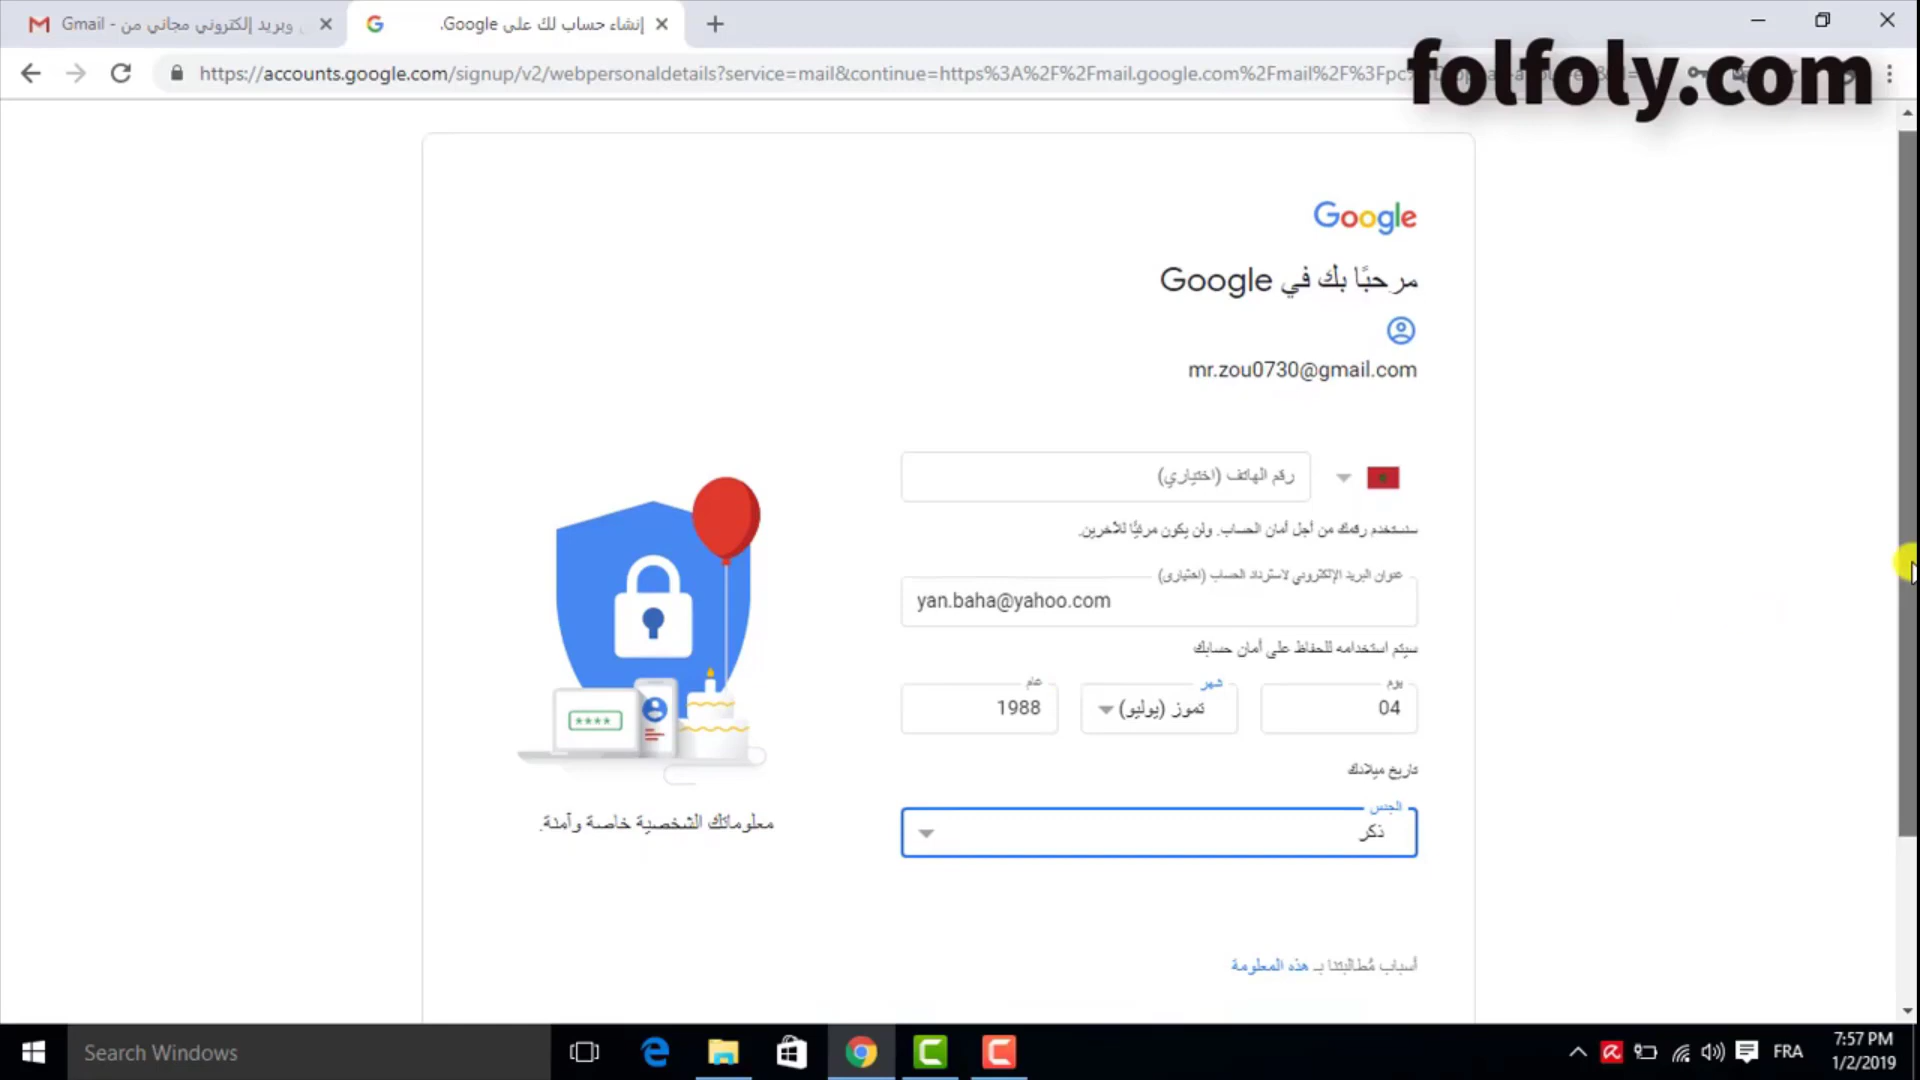 Gmail - وبريد إلكتروني مجاني من
إنشاء حساب لك على Google.
https://accounts.google.com/signup/v2/webpersonaldetails?service=mail&continue=https%3A%2F%2Fmail.google.com%2Fmail%2F%3Fpc
folfoly.com
Google
مرحبًا بك في Google
mr.zou0730@gmail.com
رقم الهاتف (اختياري)
سنستخدم رقمك من أجل أمان الحساب. ولن يكون مرئيًا للآخرين.
عنوان البريد الإلكتروني لاسترداد الحساب (اختياري)
yan.baha@yahoo.com
سيتم استخدامه للحفاظ على أمان حسابك
يوم
شهر
عام
04
تموز (يوليو)
1988
تاريخ ميلادك
الجنس
ذكر
****
معلوماتك الشخصية خاصة وآمنة.
أسباب مُطالبتنا بـ هذه المعلومة
Search Windows
FRA
7:57 PM
1/2/2019